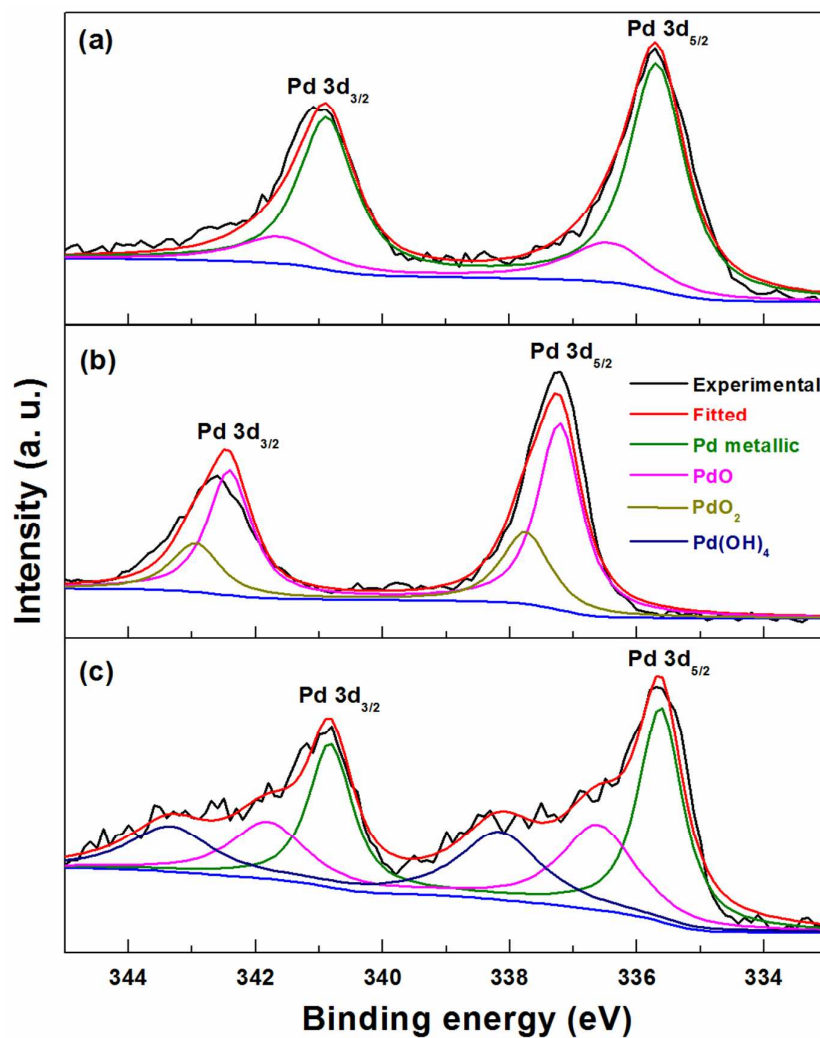 (a)
Pd 3d3/2
Pd 3d5/2
(b)
Pd 3d3/2
Pd 3d5/2
Experimental
Fitted
Pd metallic
PdO
PdO2
Pd(OH)4
(c)
Pd 3d3/2
Pd 3d5/2
Intensity (a. u.)
344 342 340 338 336 334
Binding energy (eV)